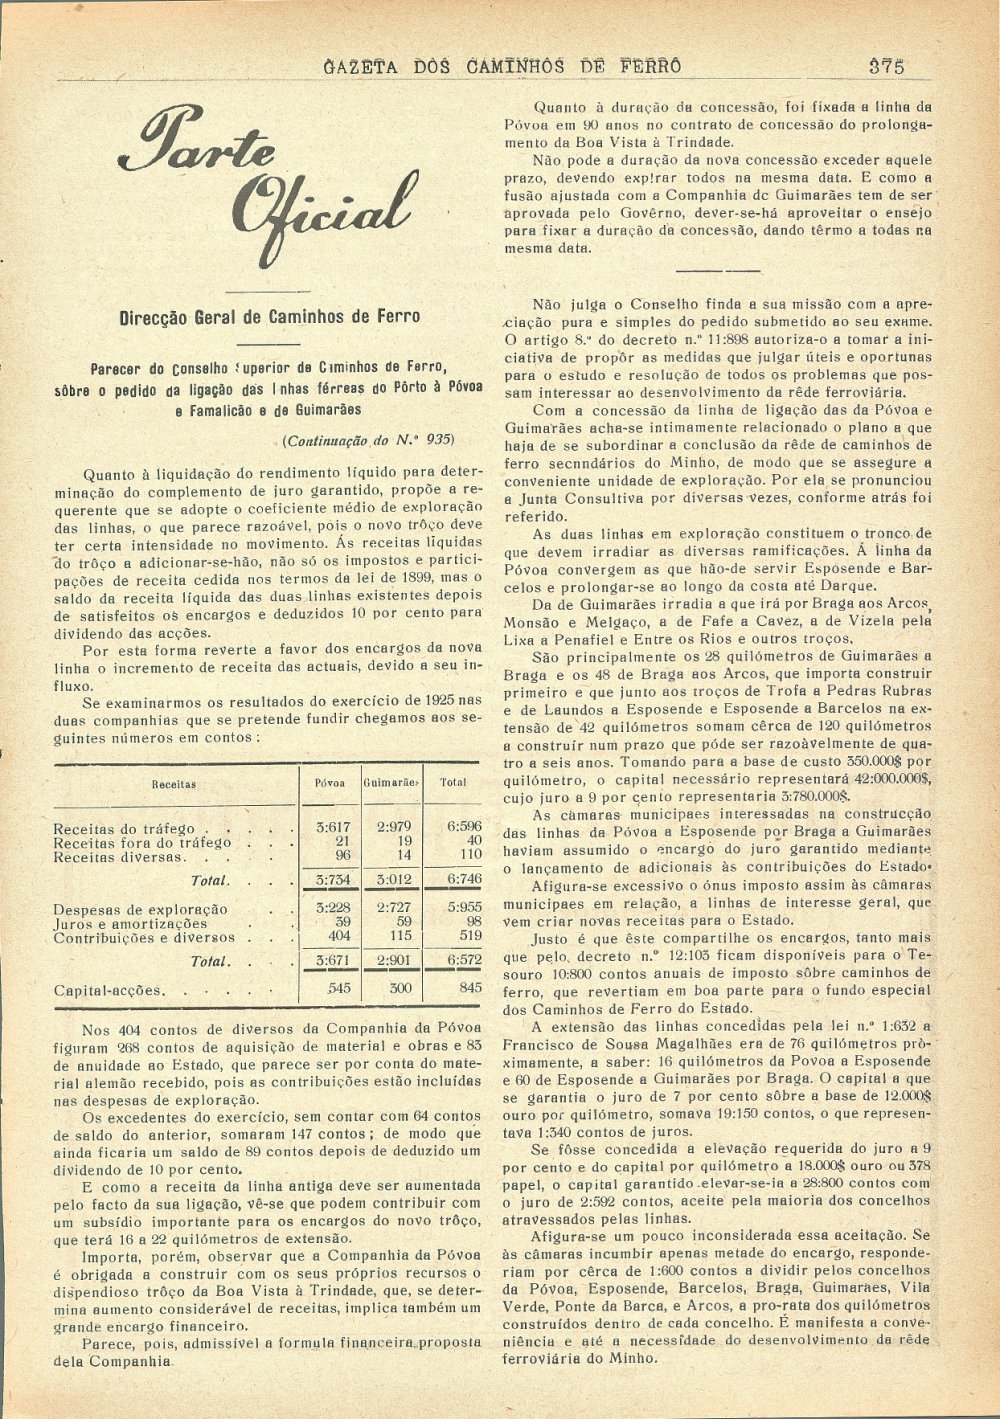 GAZETA DOS CAMINHOS DE FERRO 375
Parte
Oficial
Direcção Geral de Caminhos de Ferro
Parecer do Conselho Superior de Caminhos de Ferro,
sôbre o pedido da ligação das linhas férreas do Pôrto à Póvoa
e Famalicão e de Guimarães
(Continuação do N.º 935)
Quanto à liquidação do rendimento líquido para deter-
minação do complemento de juro garantido, propõe a re-
querente que se adopte o coeficiente médio de exploração
das linhas, o que parece razoável, pois o novo trôço deve
ter certa intensidade no movimento. Ás receitas liquidas
do trôço a adicionar-se-hão, não só os impostos e partici-
pações de receita cedida nos termos da lei de 1899, mas o
saldo da receita líquida das duas linhas existentes depois
de satisfeitos os encargos e deduzidos 10 por cento para
dividendo das acções.
Por esta forma reverte a favor dos encargos da nova
linha o incremento de receita das actuais, devido a seu in-
fluxo.
Se examinarmos os resultados do exercício de 1925 nas
duas companhias que se pretende fundir chegamos aos se-
guintes números em contos :
Receitas Póvoa Guimarães Total
Receitas do tráfego . . . . . 3:617 2:979 6:596
Receitas fora do tráfego . . . 21 19 40
Receitas diversas. . . . 96 14 110
Total. . . . 3:734 3:012 6:746
Despesas de exploração . . 3:228 2:727 5:955
Juros e amortizações . . 39 59 98
Contribuições e diversos . . . 404 115 519
Total. . . . 3:671 2:901 6:572
Capital-acções. . . . . . 545 300 845
Nos 404 contos de diversos da Companhia da Póvoa
figuram 268 contos de aquisição de material e obras e 83
de anuidade ao Estado, que parece ser por conta do mate-
rial alemão recebido, pois as contribuições estão incluídas
nas despesas de exploração.
Os excedentes do exercício, sem contar com 64 contos
de saldo do anterior, somaram 147 contos ; de modo que
ainda ficaria um saldo de 89 contos depois de deduzido um
dividendo de 10 por cento.
E como a receita da linha antiga deve ser aumentada
pelo facto da sua ligação, vê-se que podem contribuir com
um subsídio importante para os encargos do novo trôço,
que terá 16 a 22 quilómetros de extensão.
Importa, porém, observar que a Companhia da Póvoa
é obrigada a construir com os seus próprios recursos o
dispendioso trôço da Boa Vista à Trindade, que, se deter-
mina aumento considerável de receitas, implica também um
grande encargo financeiro.
Parece, pois, admissível a formula financeira proposta
dela Companhia.
Quanto à duração da concessão, foi fixada a linha da
Póvoa em 90 anos no contrato de concessão do prolonga-
mento da Boa Vista à Trindade.
Não pode a duração da nova concessão exceder aquele
prazo, devendo exp!rar todos na mesma data. E como a
fusão ajustada com a Companhia de Guimarães tem de ser
aprovada pelo Govêrno, dever-se-há aproveitar o ensejo
para fixar a duração da concessão, dando têrmo a todas na
mesma data.
Não julga o Conselho finda a sua missão com a apre-
ciação pura e simples do pedido submetido ao seu exame.
O artigo 8.º do decreto n.º 11:898 autoriza-o a tomar a ini-
ciativa de propôr as medidas que julgar úteis e oportunas
para o estudo e resolução de todos os problemas que pos-
sam interessar ao desenvolvimento da rêde ferroviária.
Com a concessão da linha de ligação das da Póvoa e
Guimarães acha-se intimamente relacionado o plano a que
haja de se subordinar a conclusão da rêde de caminhos de
ferro secnndários do Minho, de modo que se assegure a
conveniente unidade de exploração. Por ela se pronunciou
a Junta Consultiva por diversas vezes, conforme atrás foi
referido.
As duas linhas em exploração constituem o tronco de
que devem irradiar as diversas ramificações. Á linha da
Póvoa convergem as que hão-de servir Esposende e Bar-
celos e prolongar-se ao longo da costa até Darque.
Da de Guimarães irradia a que irá por Braga aos Arcos,
Monsão e Melgaço, a de Fafe a Cavez, a de Vizela pela
Lixa a Penafiel e Entre os Rios e outros troços,
São principalmente os 28 quilómetros de Guimarães a
Braga e os 48 de Braga aos Arcos, que importa construir
primeiro e que junto aos troços de Trofa a Pedras Rubras
e de Laundos a Esposende e Esposende a Barcelos na ex-
tensão de 42 quilómetros somam cêrca de 120 quilómetros
a construír num prazo que póde ser razoàvelmente de qua-
tro a seis anos. Tomando para a base de custo 350.000$ por
quilómetro, o capital necessário representará 42:000.000$,
cujo juro a 9 por cento representaria 3:780.000$.
As câmaras municipaes interessadas na construcção
das linhas da Póvoa a Esposende por Braga a Guimarães
haviam assumido o encargo do juro garantido mediante
o lançamento de adicionais às contribuições do Estado.
Afigura-se excessivo o ónus imposto assim às câmaras
municipaes em relação, a linhas de interesse geral, que
vem criar novas receitas para o Estado.
Justo é que êste compartilhe os encargos, tanto mais
que pelo decreto n.º 12:103 ficam disponíveis para o Te-
souro 10:800 contos anuais de imposto sôbre caminhos de
ferro, que revertiam em boa parte para o fundo especial
dos Caminhos de Ferro do Estado.
A extensão das linhas concedidas pela lei n.º 1:632 a
Francisco de Sousa Magalhães era de 76 quilómetros prò-
ximamente, a saber: 16 quilómetros da Povoa a Esposende
e 60 de Esposende a Guimarães por Braga. O capital a que
se garantia o juro de 7 por cento sôbre a base de 12.000$
ouro por quilómetro, somava 19:150 contos, o que represen-
tava 1:340 contos de juros.
Se fôsse concedida a elevação requerida do juro a 9
por cento e do capital por quilómetro a 18.000$ ouro ou 378
papel, o capital garantido elevar-se-ia a 28:800 contos com
o juro de 2:592 contos, aceite pela maioria dos concelhos
atravessados pelas linhas.
Afigura-se um pouco inconsiderada essa aceitação. Se
às câmaras incumbir apenas metade do encargo, responde-
riam por cêrca de 1:600 contos a dividir pelos concelhos
da Póvoa, Esposende, Barcelos, Braga, Guimarães, Vila
Verde, Ponte da Barca, e Arcos, a pro-rata dos quilómetros
construídos dentro de cada concelho. É manifesta a conve-
niência e até a necessidade do desenvolvimento da rêde
ferroviária do Minho.